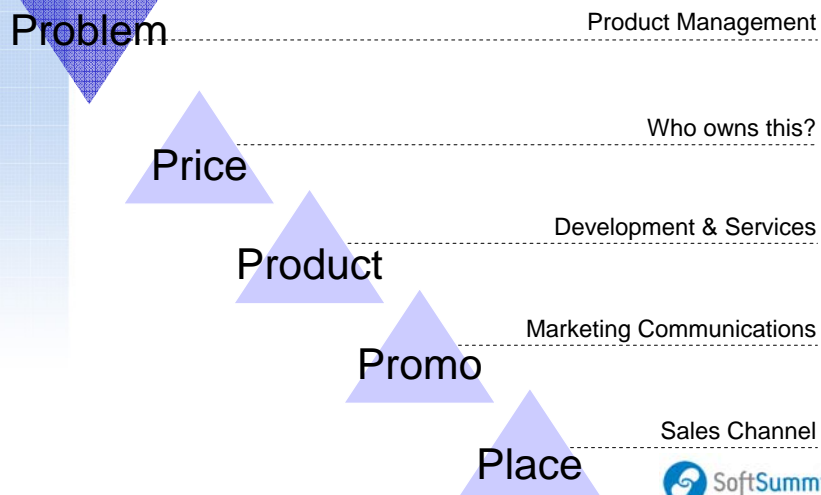 Problem
Product Management
Who owns this?
Price
Development & Services
Product
Marketing Communications
Promo
Sales Channel
Place
SoftSumm